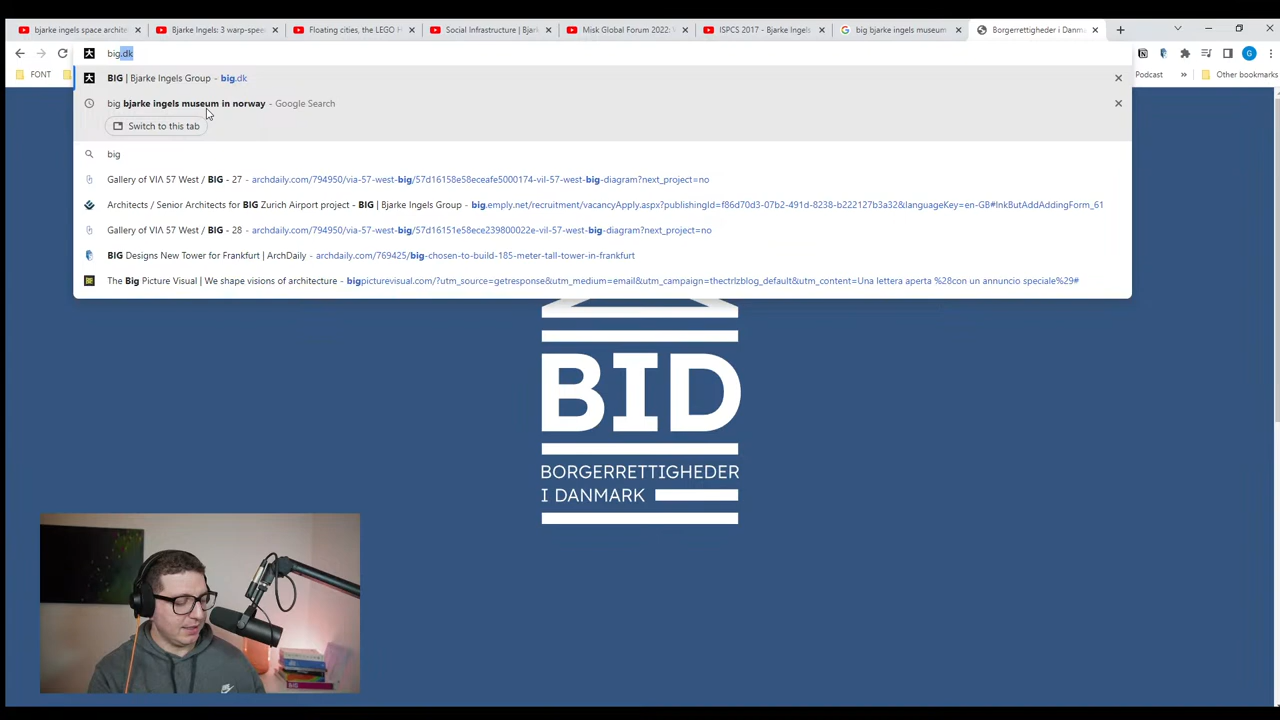 bjarke ingels space archite
Bjarke Ingels: 3 warp-speed
Floating cities, the LEGO H
Social Infrastructure | Bjark
Misk Global Forum 2022:
ISPCS 2017 - Bjarke Ingels
big bjarke ingels museum
Borgerrettigheder i Danm
big.dk
FONT
Podcast
»
Other bookmarks
G
BIG | Bjarke Ingels Group - big.dk
big bjarke ingels museum in norway - Google Search
Switch to this tab
big
Gallery of VIA 57 West / BIG - 27 - archdaily.com/794950/via-57-west-big/57d16158e58eceafe5000174-vil-57-west-big-diagram?next_project=no
Architects / Senior Architects for BIG Zurich Airport project - BIG | Bjarke Ingels Group - big.emply.net/recruitment/vacancyApply.aspx?publishingId=f86d70d3-07b2-491d-8238-b222127b3a32&languageKey=en-GB#lnkButAddAddingForm_61
Gallery of VIA 57 West / BIG - 28 - archdaily.com/794950/via-57-west-big/57d16151e58ece239800022e-vil-57-west-big-diagram?next_project=no
BIG Designs New Tower for Frankfurt | ArchDaily - archdaily.com/769425/big-chosen-to-build-185-meter-tall-tower-in-frankfurt
The Big Picture Visual | We shape visions of architecture - bigpicturevisual.com/?utm_source=getresponse&utm_medium=email&utm_campaign=thectrlzblog_default&utm_content=Una lettera aperta %28con un annuncio speciale%29#
BID
BORGERRETTIGHEDER
I DANMARK